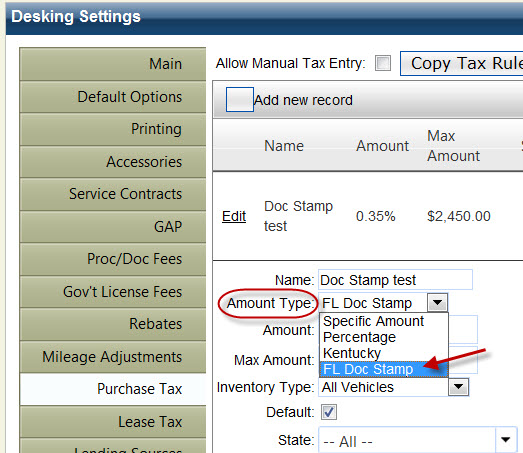 Desking Settings
Main
Default Options
Printing
Accessories
Service Contracts
GAP
Proc/Doc Fees
Gov't License Fees
Rebates
Mileage Adjustments
Purchase Tax
Lease Tax
Lending Sources
Allow Manual Tax Entry:
Copy Tax Rule
Add new record
Name Amount Max Amount
Edit Doc Stamp test 0.35% $2,450.00
Name: Doc Stamp test
Amount Type: FL Doc Stamp
Specific Amount
Percentage
Kentucky
FL Doc Stamp
Amount:
Max Amount:
Inventory Type: All Vehicles
Default:
State: -- All --